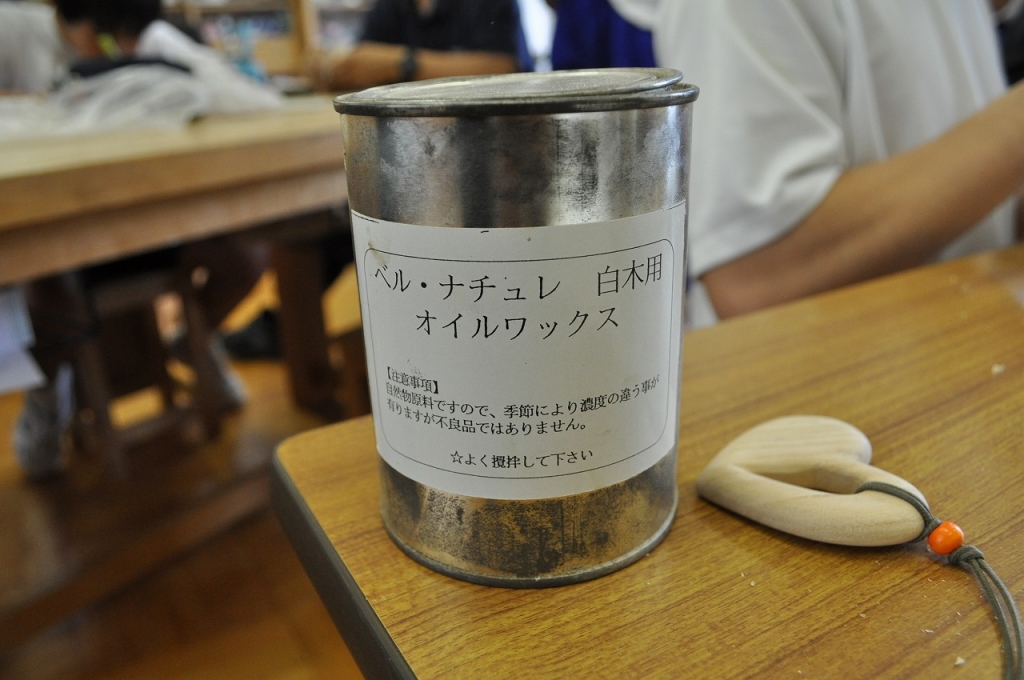 ベル・ナチュレ　白木用
オイルワックス
【注意事項】
自然物原料ですので、季節により濃度の違う事が
有りますが不良品ではありません。
☆よく攪拌して下さい